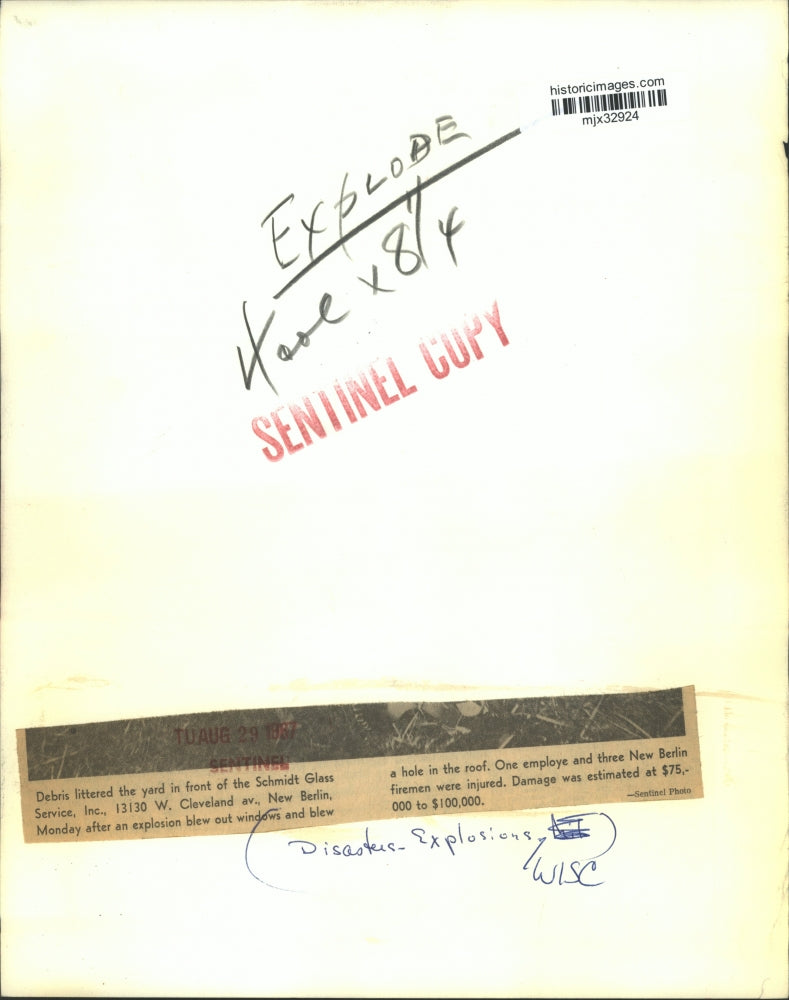 historicimages.com
mjx32924
EXPLODE
x 8 1/4
SENTINEL COPY
TU AUG 29 1967
SENTINEL
Debris littered the yard in front of the Schmidt Glass
Service, Inc., 13130 W. Cleveland av., New Berlin,
Monday after an explosion blew out windows and blew
a hole in the roof. One employe and three New Berlin
firemen were injured. Damage was estimated at $75,-
000 to $100,000.
—Sentinel Photo
Disasters- Explosions,
WISC